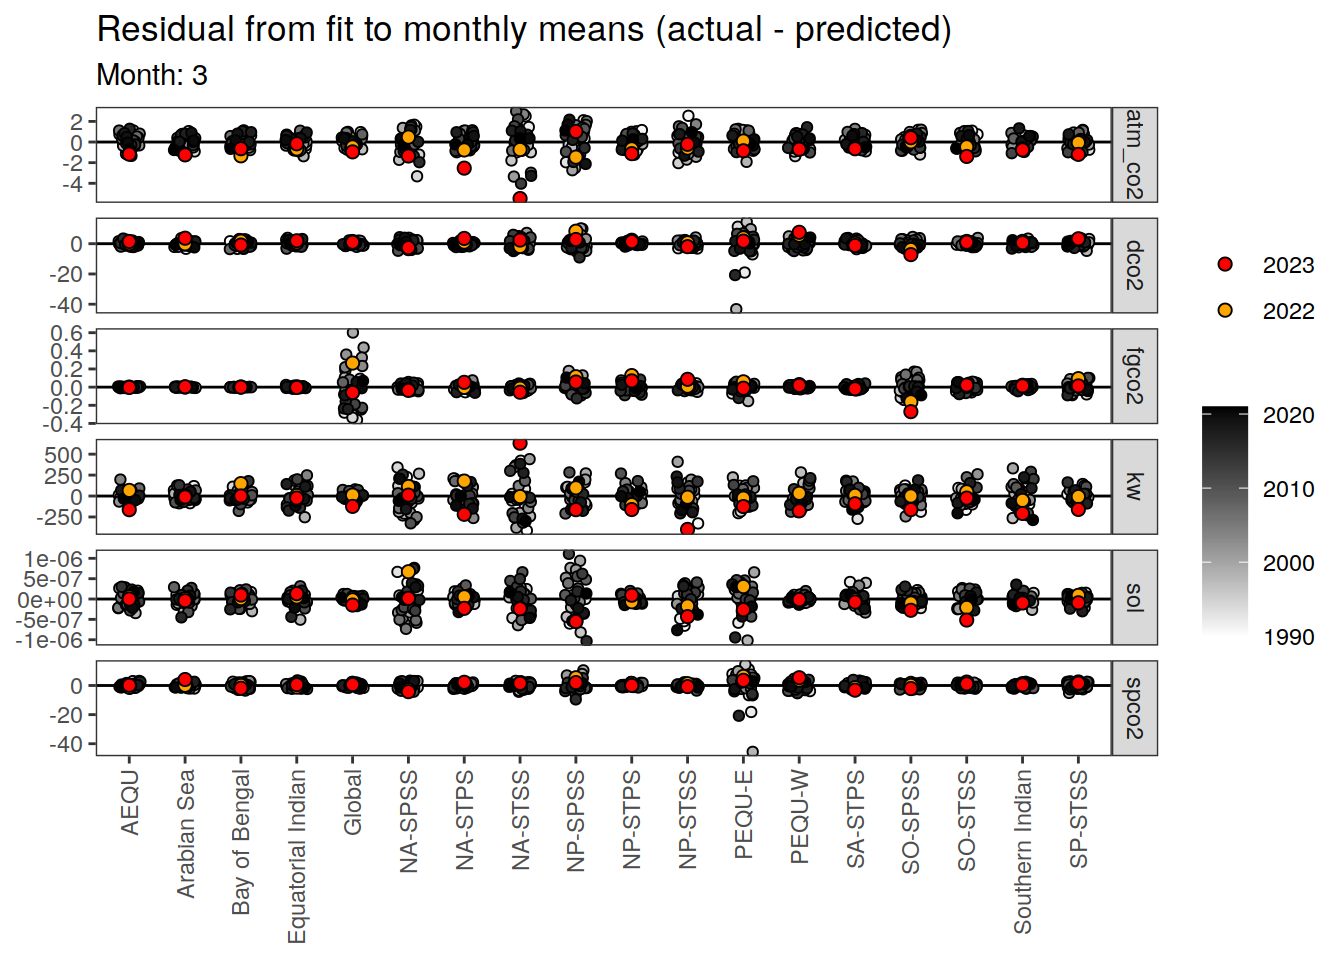 Residual from fit to monthly means (actual - predicted)
Month: 3
2
0
-2
-4
atm_co2
0
-20
-40
dco2
0.6
0.4
0.2
0.0
-0.2
-0.4
fgco2
500
250
0
-250
kw
1e-06
5e-07
0e+00
-5e-07
-1e-06
sol
0
-20
-40
spco2
AEQU
Arabian Sea
Bay of Bengal
Equatorial Indian
Global
NA-SPSS
NA-STPS
NA-STSS
NP-SPSS
NP-STPS
NP-STSS
PEQU-E
PEQU-W
SA-STPS
SO-SPSS
SO-STSS
Southern Indian
SP-STSS
2023
2022
2020
2010
2000
1990